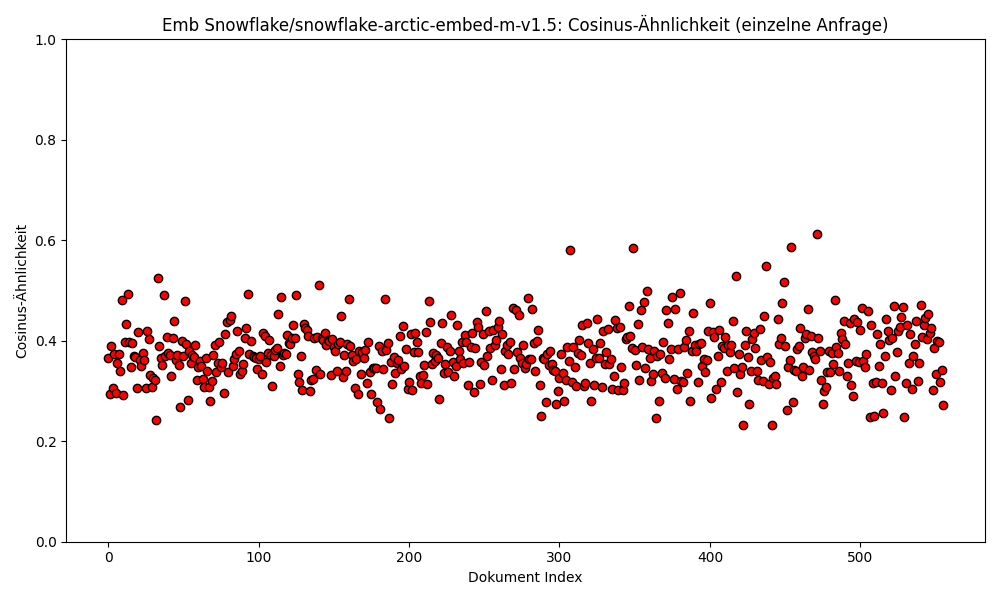 Emb Snowflake/snowflake-arctic-embed-m-v1.5: Cosinus-Ähnlichkeit (einzelne Anfrage)
1.0
0.8
0.6
0.4
0.2
0.0
Cosinus-Ähnlichkeit
0 100 200 300 400 500
Dokument Index